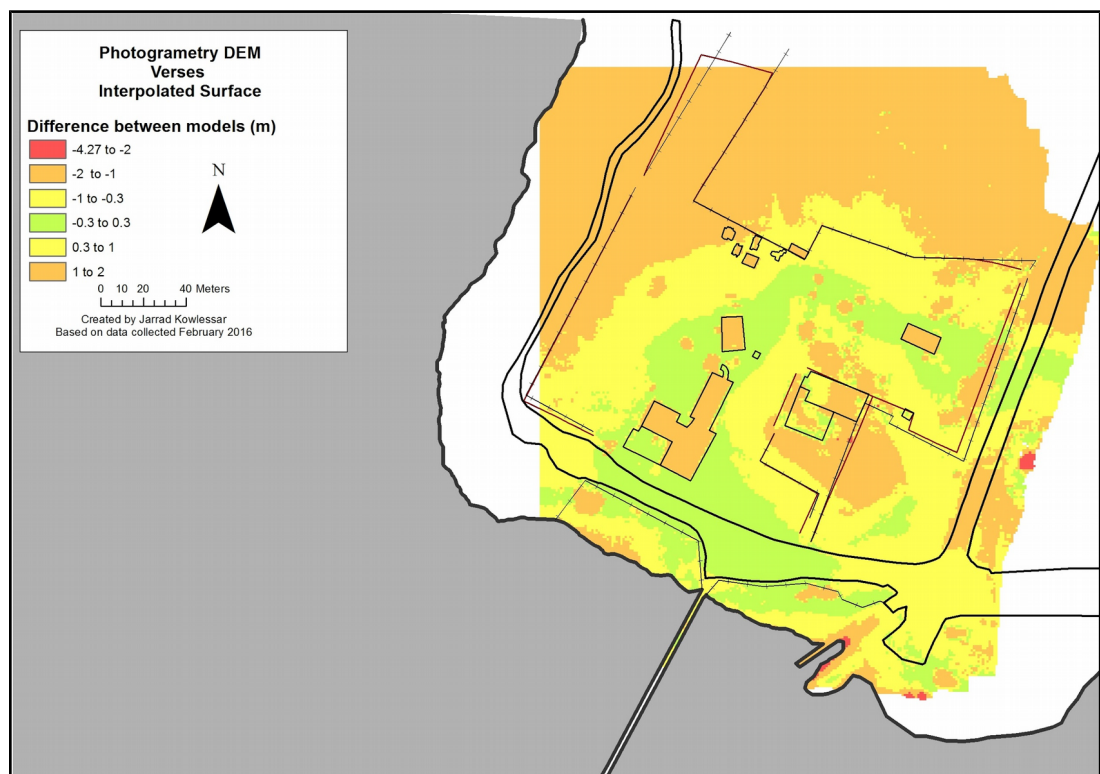 Photogrametry DEM
Verses
Interpolated Surface
Difference between models (m)
-4.27 to -2
-2 to -1
-1 to -0.3
-0.3 to 0.3
0.3 to 1
1 to 2
N
0 10 20 40 Meters
Created by Jarrad Kowlessar
Based on data collected February 2016